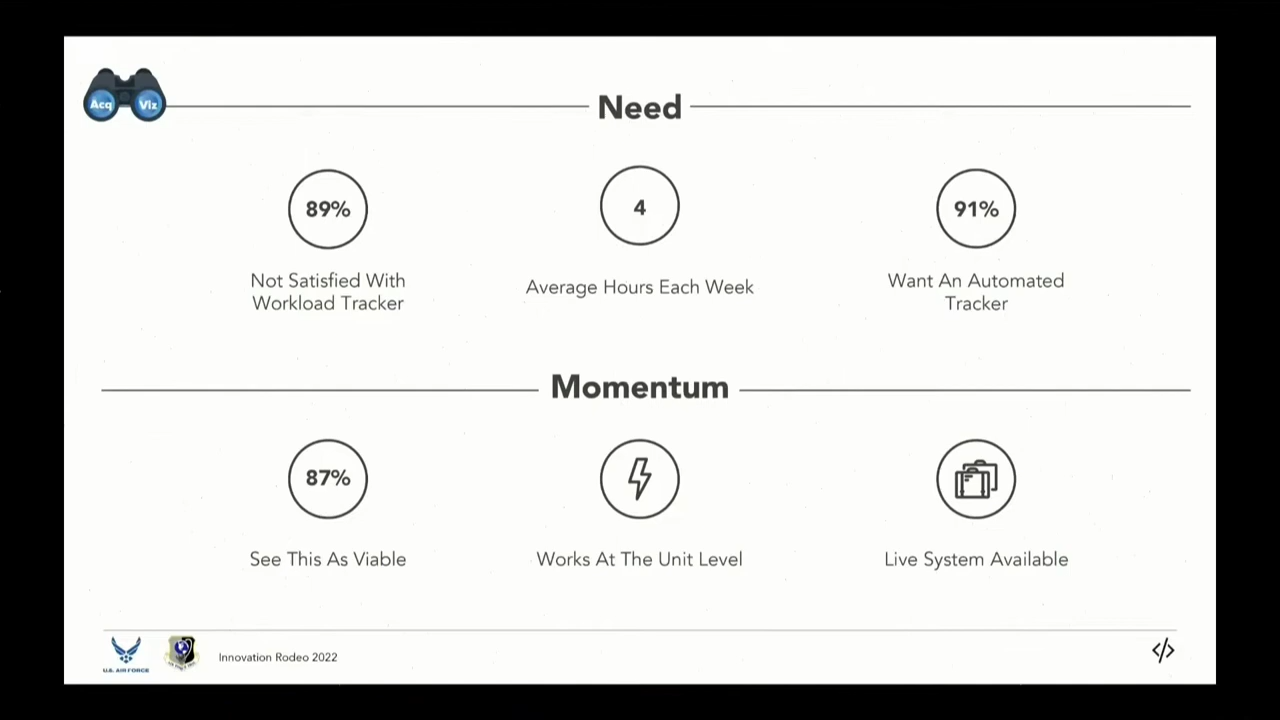 Acq Viz
Need
89%
4
91%
Not Satisfied With
Workload Tracker
Average Hours Each Week
Want An Automated
Tracker
Momentum
87%
See This As Viable
Works At The Unit Level
Live System Available
U.S. AIR FORCE
Innovation Rodeo 2022
</>